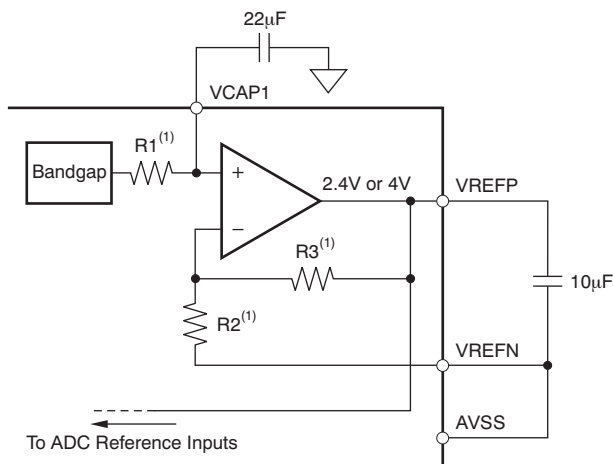 22μF
VCAP1
R1(1)
Bandgap
+
2.4V or 4V
VREFP
−
R3(1)
10μF
R2(1)
VREFN
AVSS
To ADC Reference Inputs